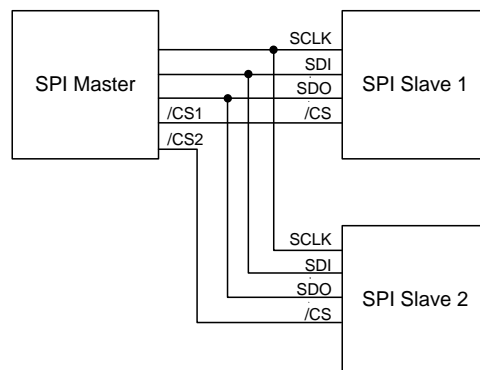 SCLK
SDI
SPI Master
SDO
SPI Slave 1
/CS1
/CS
/CS2
SCLK
SDI
SDO
SPI Slave 2
/CS